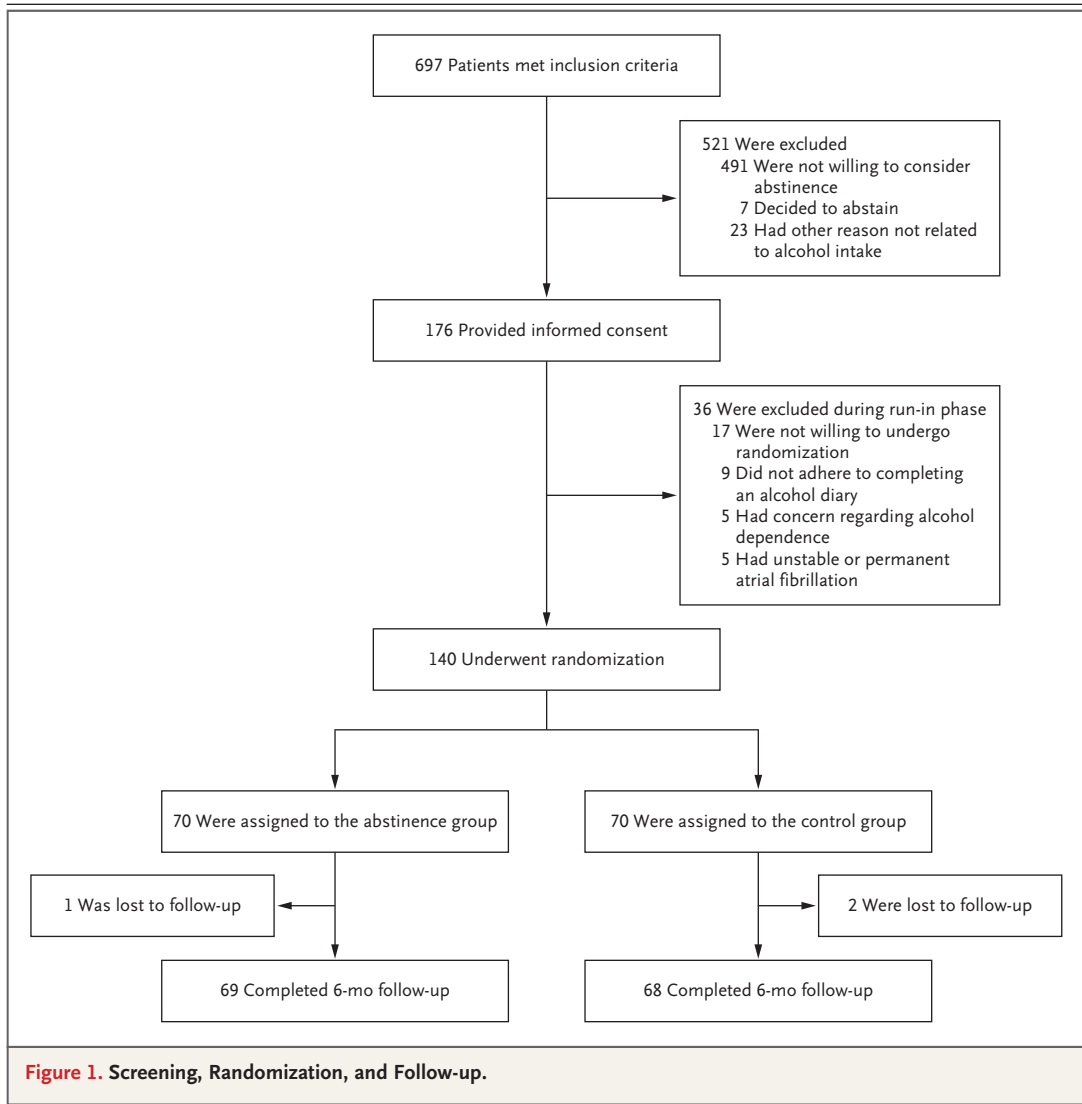 697 Patients met inclusion criteria
521 Were excluded
491 Were not willing to consider
abstinence
7 Decided to abstain
23 Had other reason not related
to alcohol intake
176 Provided informed consent
36 Were excluded during run-in phase
17 Were not willing to undergo
randomization
9 Did not adhere to completing
an alcohol diary
5 Had concern regarding alcohol
dependence
5 Had unstable or permanent
atrial fibrillation
140 Underwent randomization
70 Were assigned to the abstinence group
70 Were assigned to the control group
1 Was lost to follow-up
2 Were lost to follow-up
69 Completed 6-mo follow-up
68 Completed 6-mo follow-up
Figure 1. Screening, Randomization, and Follow-up.